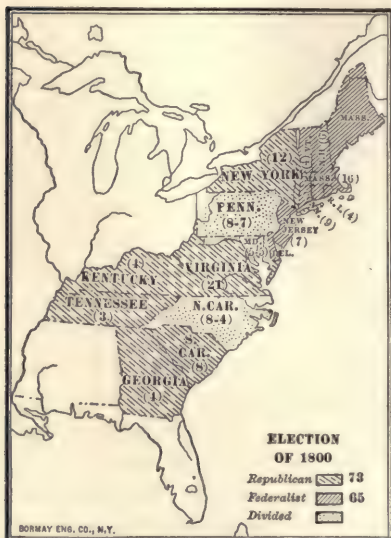 MASS.
(12)
NEW YORK
MASS.
(16)
R.I. (4)
(9)
PENN.
(8-7)
NEW
JERSEY
(7)
MD.
DEL.
(4)
KENTUCKY
VIRGINIA
(21)
TENNESSEE
(3)
N.CAR.
(8-4)
S.
CAR.
(8)
GEORGIA
(4)
ELECTION
OF 1800
Republican 73
Federalist 65
Divided
BORMAY ENG. CO., N.Y.